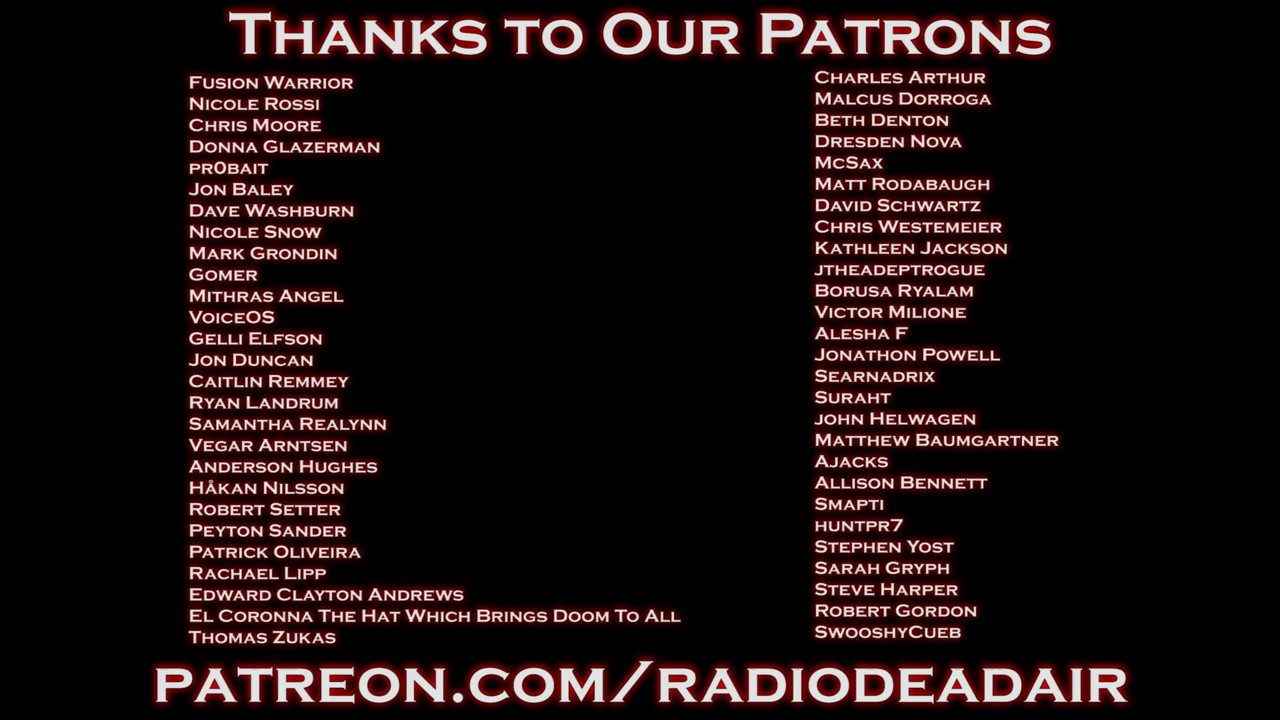 Thanks to Our Patrons
Fusion Warrior
Nicole Rossi
Chris Moore
Donna Glazerman
pr0bait
Jon Baley
Dave Washburn
Nicole Snow
Mark Grondin
Gomer
Mithras Angel
VoiceOS
Gelli Elfson
Jon Duncan
Caitlin Remmey
Ryan Landrum
Samantha Realynn
Vegar Arntsen
Anderson Hughes
Håkan Nilsson
Robert Setter
Peyton Sander
Patrick Oliveira
Rachael Lipp
Edward Clayton Andrews
El Coronna The Hat Which Brings Doom To All
Thomas Zukas
Charles Arthur
Malcus Dorroga
Beth Denton
Dresden Nova
McSax
Matt Rodabaugh
David Schwartz
Chris Westemeier
Kathleen Jackson
jtheadeptrogue
Borusa Ryalam
Victor Milione
Alesha F
Jonathon Powell
Searnadrix
Suraht
john Helwagen
Matthew Baumgartner
Ajacks
Allison Bennett
Smapti
huntpr7
Stephen Yost
Sarah Gryph
Steve Harper
Robert Gordon
SwooshyCueb
patreon.com/radiodeadair